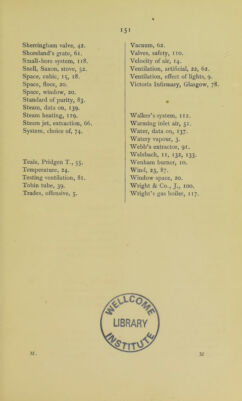 151
Sherringham valve, 42.
Shoreland's grate, 61.
Small-bore system, 118.
Snell, Saxon, stove, 52.
Space, cubic, 15, 18.
Space, floor, 20.
Space, window, 20.
Standard of purity, 83.
Steam, data on, 139.
Steam heating, 119.
Steam jet, extraction, 66.
System, choice of, 74.
Teale, Pridgen T., 55.
Temperature, 24.
Testing ventilation, 81.
Tobin tube, 39.
Trades, offensive, 5.
Vacuum, 62.
Valves, safety, 110.
Velocity of air, 14.
Ventilation, artificial, 22, 62.
Ventilation, effect of lights, 9.
Victoria Infirmary, Glasgow, 78.
Walker's system, 112.
Warming inlet air, 51.
Water, data on, 137.
Watery vapour, 3.
Webb's extractor, 91.
Welsbach, 11, 132, 133.
Wenham burner, 10.
Wind, 23, 87.
Window space, 20.
Wright & Co., J., 100.
Wright's gas boiler, 117.
WELLCOME
LIBRARY
INSTITUTE
M.
M